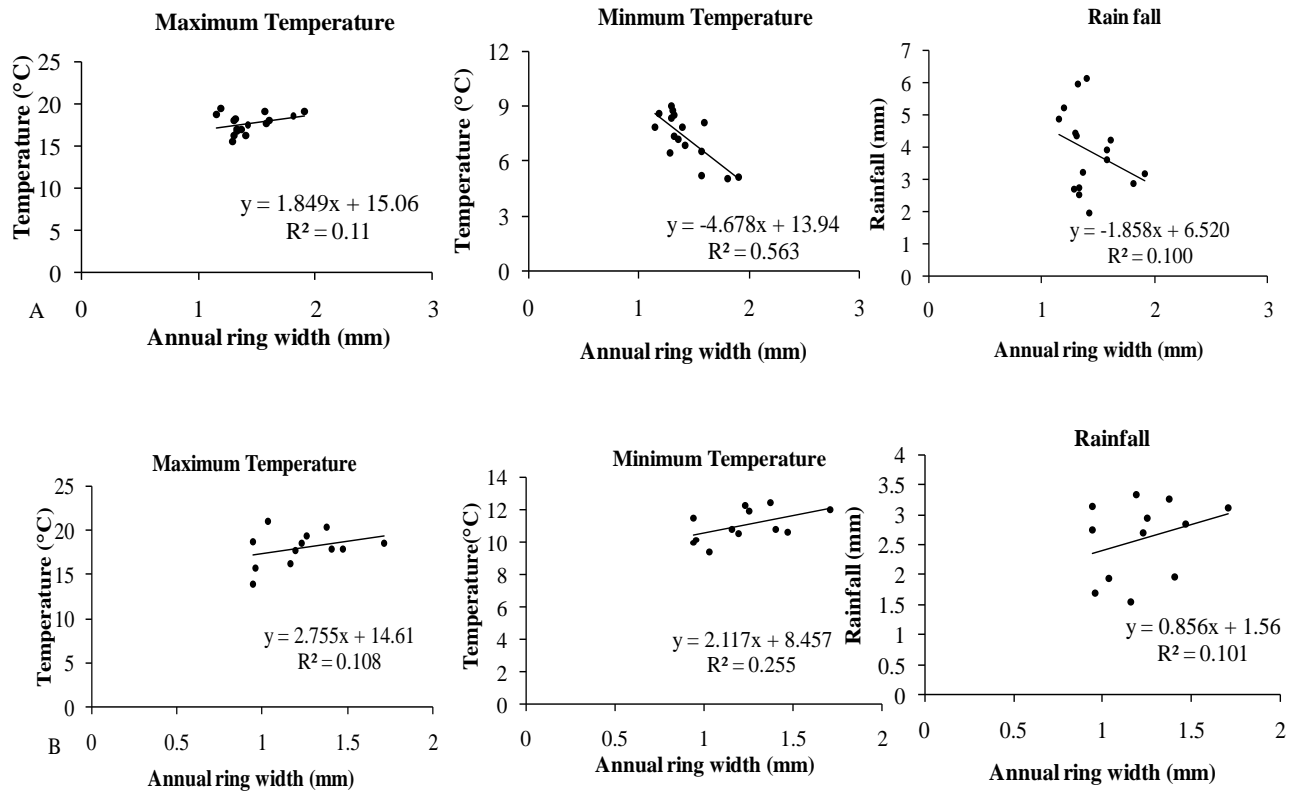 Maximum Temperature
Temperature (°C)
25
20
15
10
5
0
y = 1.849x + 15.06
R² = 0.11
0
1
2
3
A
Annual ring width (mm)
Minmum Temperature
Temperature (°C)
12
9
6
3
0
y = -4.678x + 13.94
R² = 0.563
0
1
2
3
Annual ring width (mm)
Rain fall
Rainfall (mm)
7
6
5
4
3
2
1
0
y = -1.858x + 6.520
R² = 0.100
0
1
2
3
Annual ring width (mm)
Maximum Temperature
Temperature (°C)
25
20
15
10
5
0
y = 2.755x + 14.61
R² = 0.108
B
0
0.5
1
1.5
2
Annual ring width (mm)
Minimum Temperature
Temperature(°C)
14
12
10
8
6
4
2
0
y = 2.117x + 8.457
R² = 0.255
0
0.5
1
1.5
2
Annual ring width (mm)
Rainfall
Rainfall (mm)
4
3.5
3
2.5
2
1.5
1
0.5
0
y = 0.856x + 1.56
R² = 0.101
0
0.5
1
1.5
2
Annual ring width (mm)